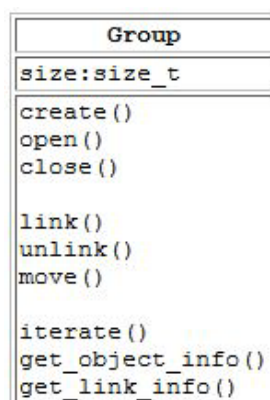 Group
size:size_t
create()
open()
close()
link()
unlink()
move()
iterate()
get_object_info()
get_link_info()